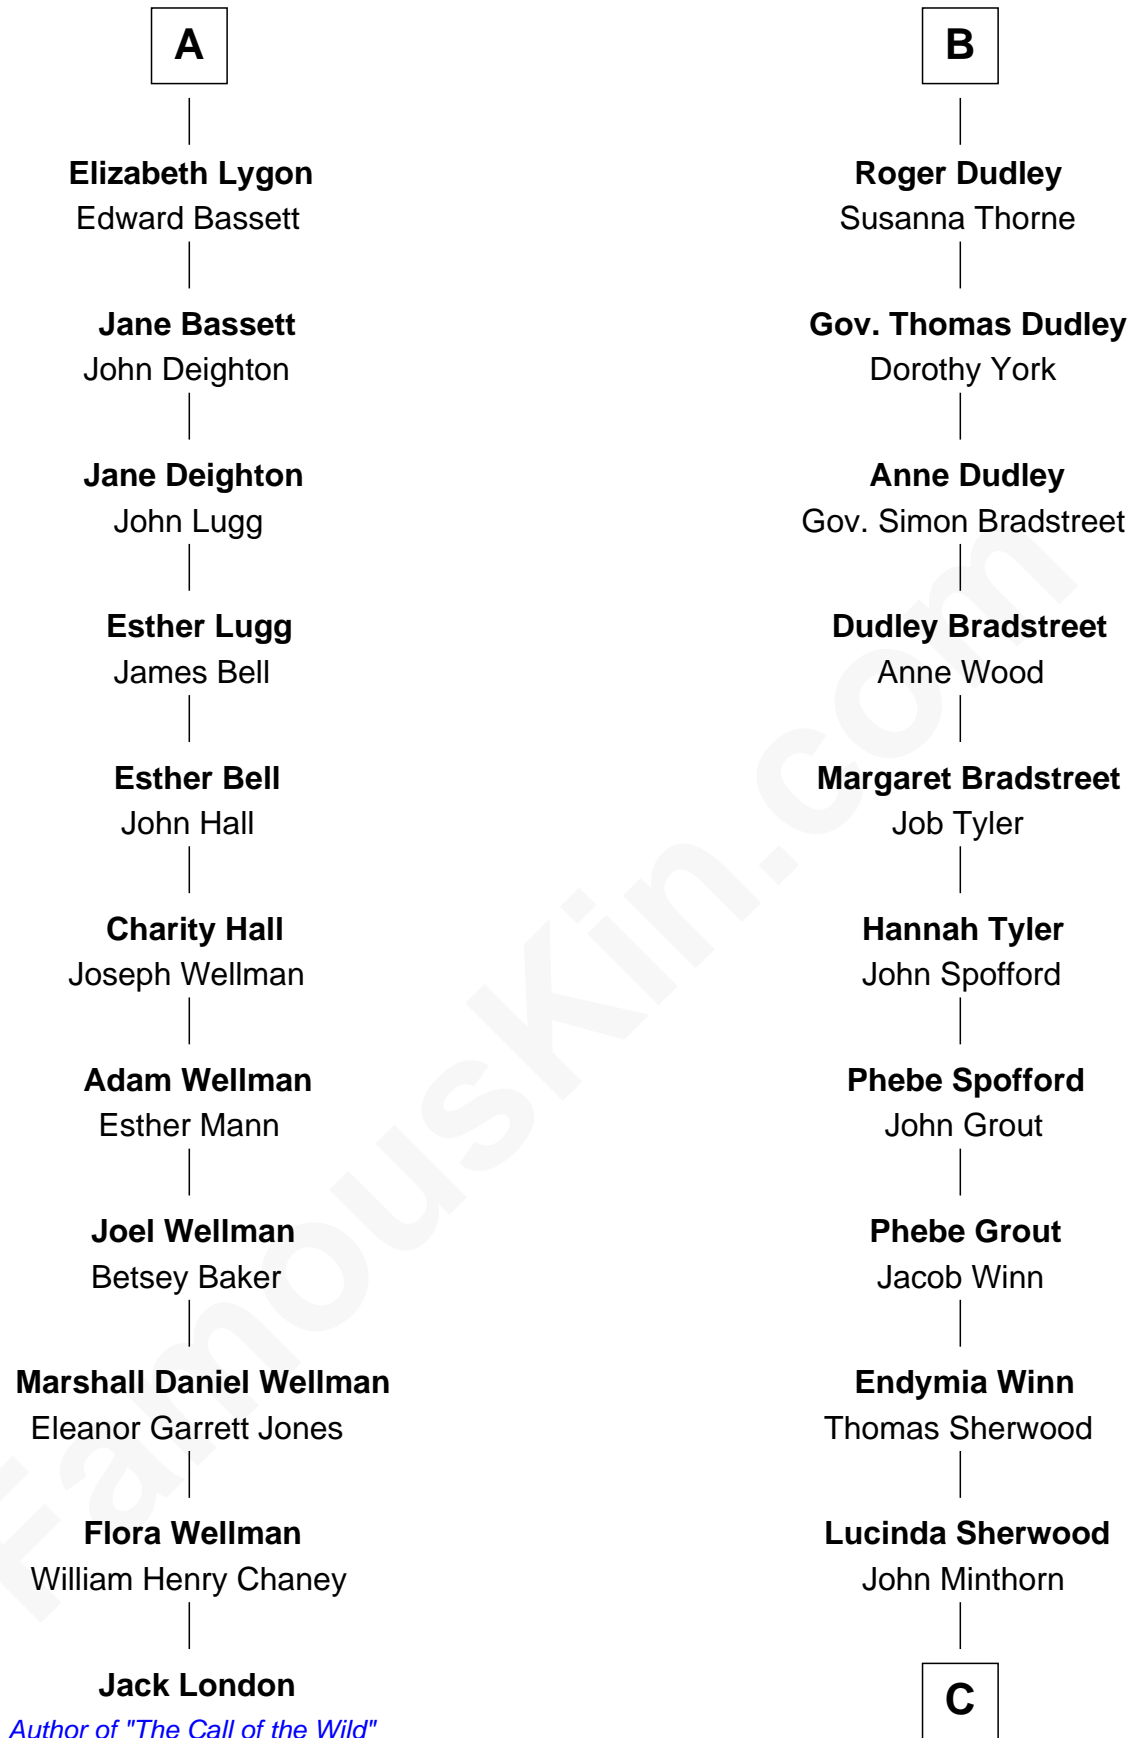 A
Elizabeth Lygon
Edward Bassett
Jane Bassett
John Deighton
Jane Deighton
John Lugg
Esther Lugg
James Bell
Esther Bell
John Hall
Charity Hall
Joseph Wellman
Adam Wellman
Esther Mann
Joel Wellman
Betsey Baker
Marshall Daniel Wellman
Eleanor Garrett Jones
Flora Wellman
William Henry Chaney
Jack London
Author of "The Call of the Wild"
B
Roger Dudley
Susanna Thorne
Gov. Thomas Dudley
Dorothy York
Anne Dudley
Gov. Simon Bradstreet
Dudley Bradstreet
Anne Wood
Margaret Bradstreet
Job Tyler
Hannah Tyler
John Spofford
Phebe Spofford
John Grout
Phebe Grout
Jacob Winn
Endymia Winn
Thomas Sherwood
Lucinda Sherwood
John Minthorn
C
FamousKin.com